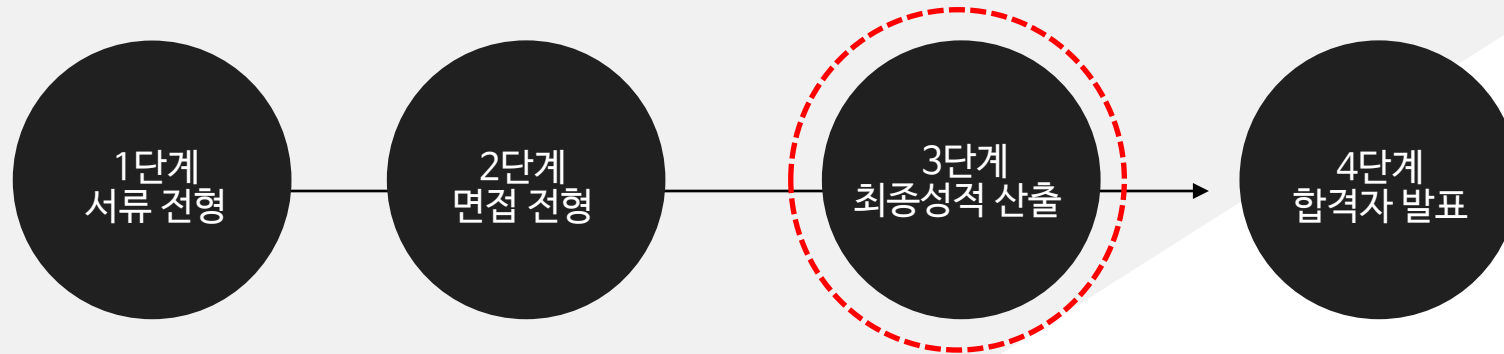 1단계
서류 전형
2단계
면접 전형
3단계
최종성적 산출
4단계
합격자 발표